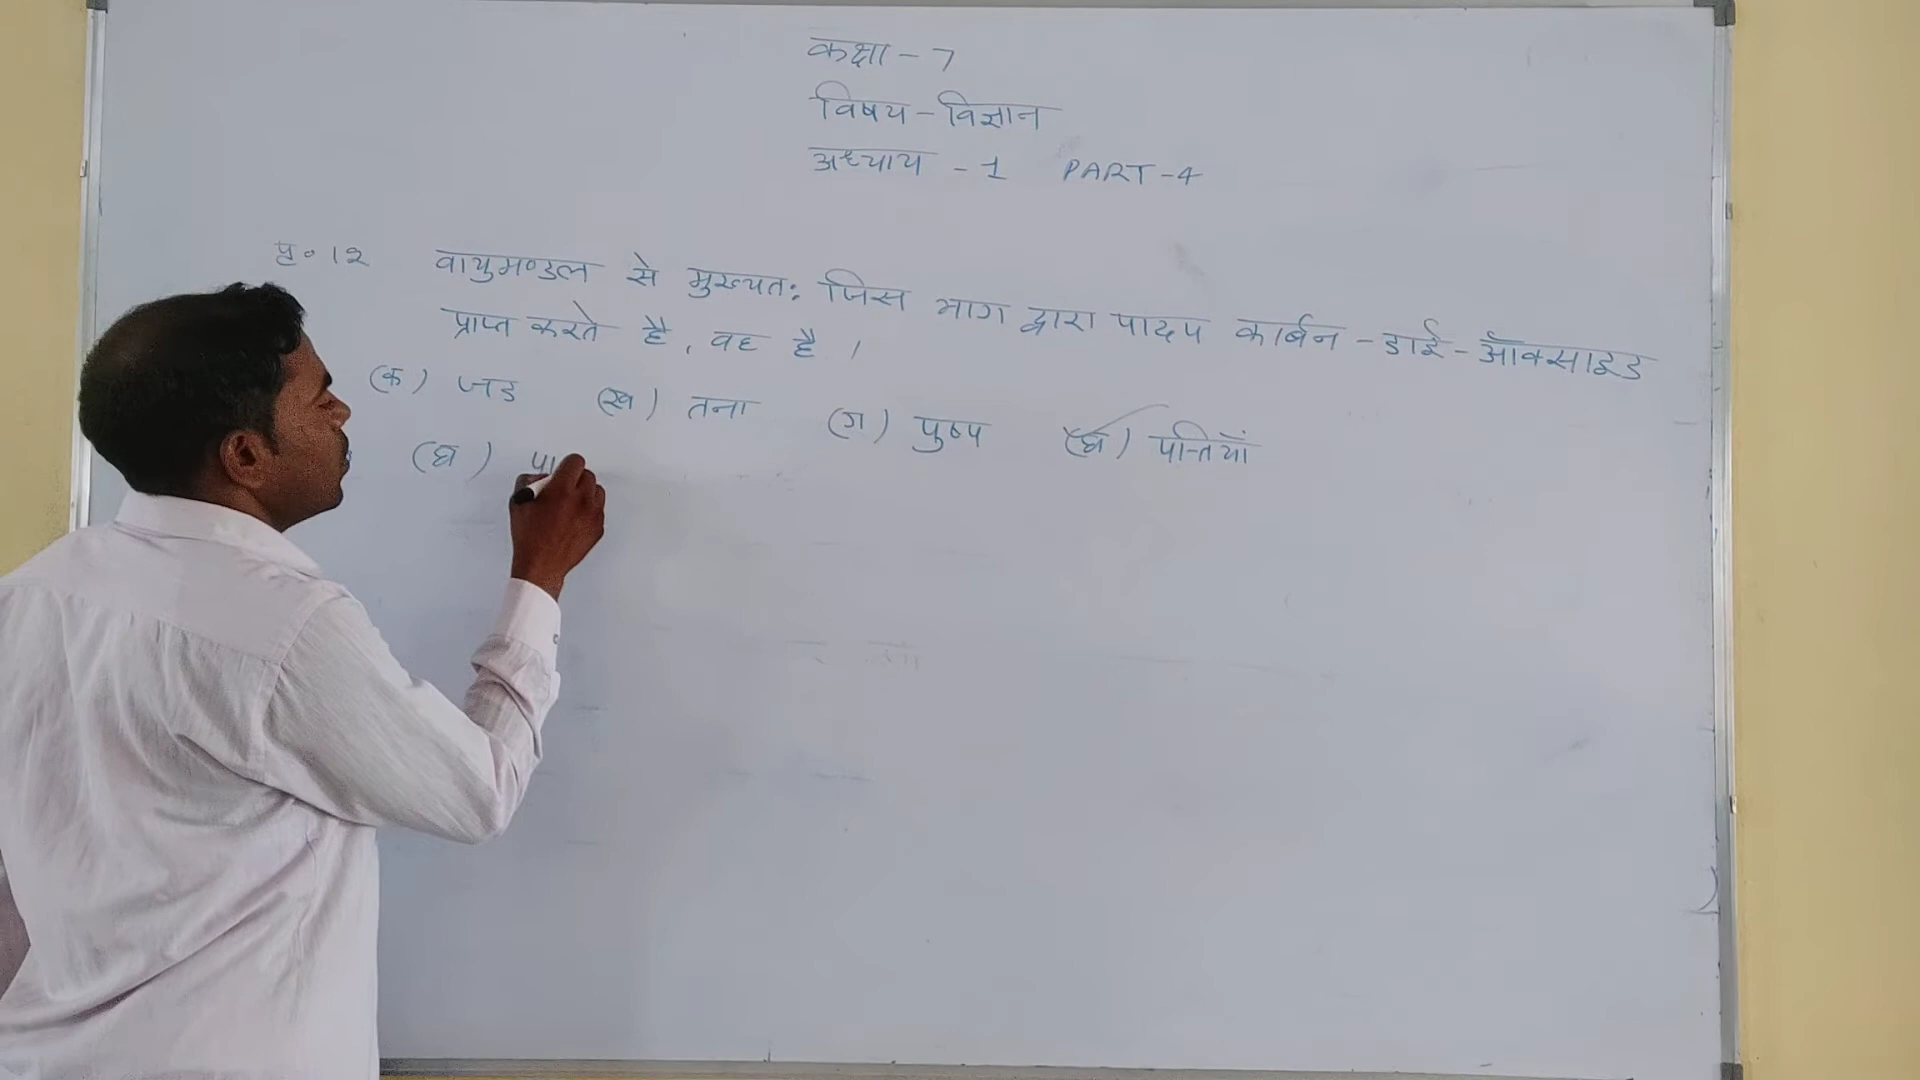 कक्षा - 7
विषय - विज्ञान
अध्याय - 1 PART - 4
प्र॰ 12 वायुमण्डल से मुख्यतः जिस भाग द्वारा पादप कार्बन - डाई - ऑक्साइड
प्राप्त करते है, वह है ।
(क) जड (ख) तना (ग) पुष्प (घ) पत्तियाँ
(घ) प